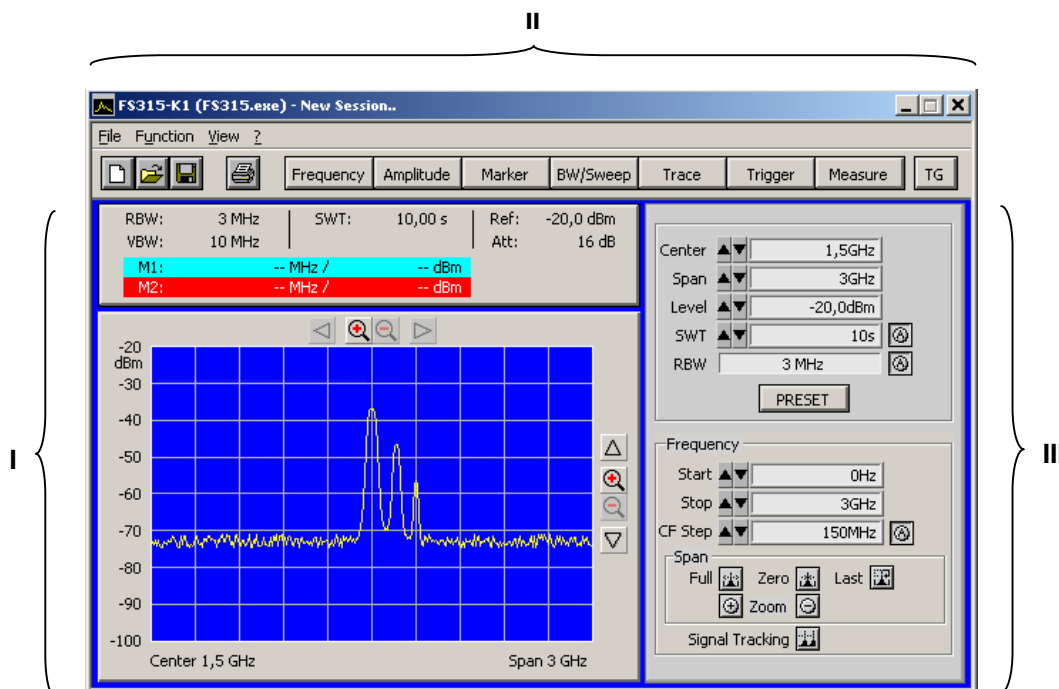 II
FS315-K1 (FS315.exe) - New Session..
File Function View ?
Frequency Amplitude Marker BW/Sweep Trace Trigger Measure TG
RBW: 3 MHz SWT: 10,00 s Ref: -20,0 dBm
VBW: 10 MHz Att: 16 dB
M1: -- MHz / -- dBm
M2: -- MHz / -- dBm
-20
dBm
-30
-40
-50
-60
-70
-80
-90
-100
Center 1,5 GHz Span 3 GHz
Center 1,5GHz
Span 3GHz
Level -20,0dBm
SWT 10s
RBW 3 MHz
PRESET
Frequency
Start 0Hz
Stop 3GHz
CF Step 150MHz
Span
Full Zero Last
Zoom
Signal Tracking
I
III